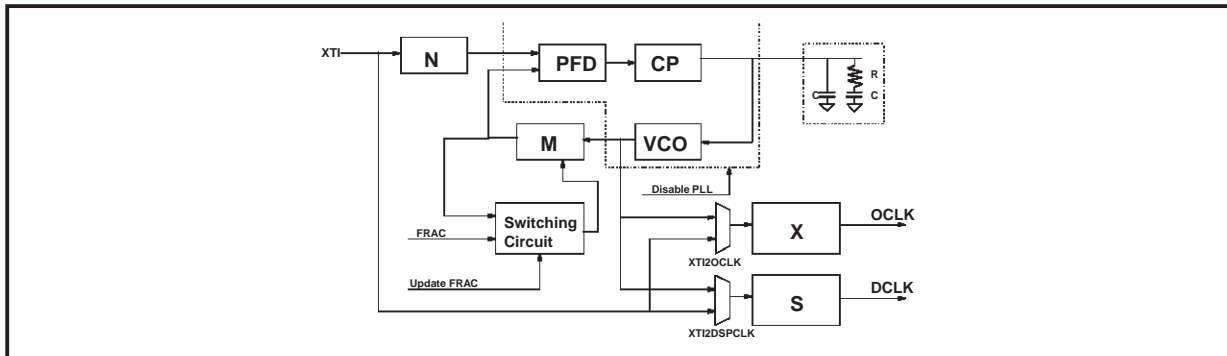 XTI
N
PFD
CP
R
C
C
M
VCO
Disable PLL
Switching
Circuit
FRAC
Update FRAC
XTI2OCLK
X
OCLK
XTI2DSPCLK
S
DCLK